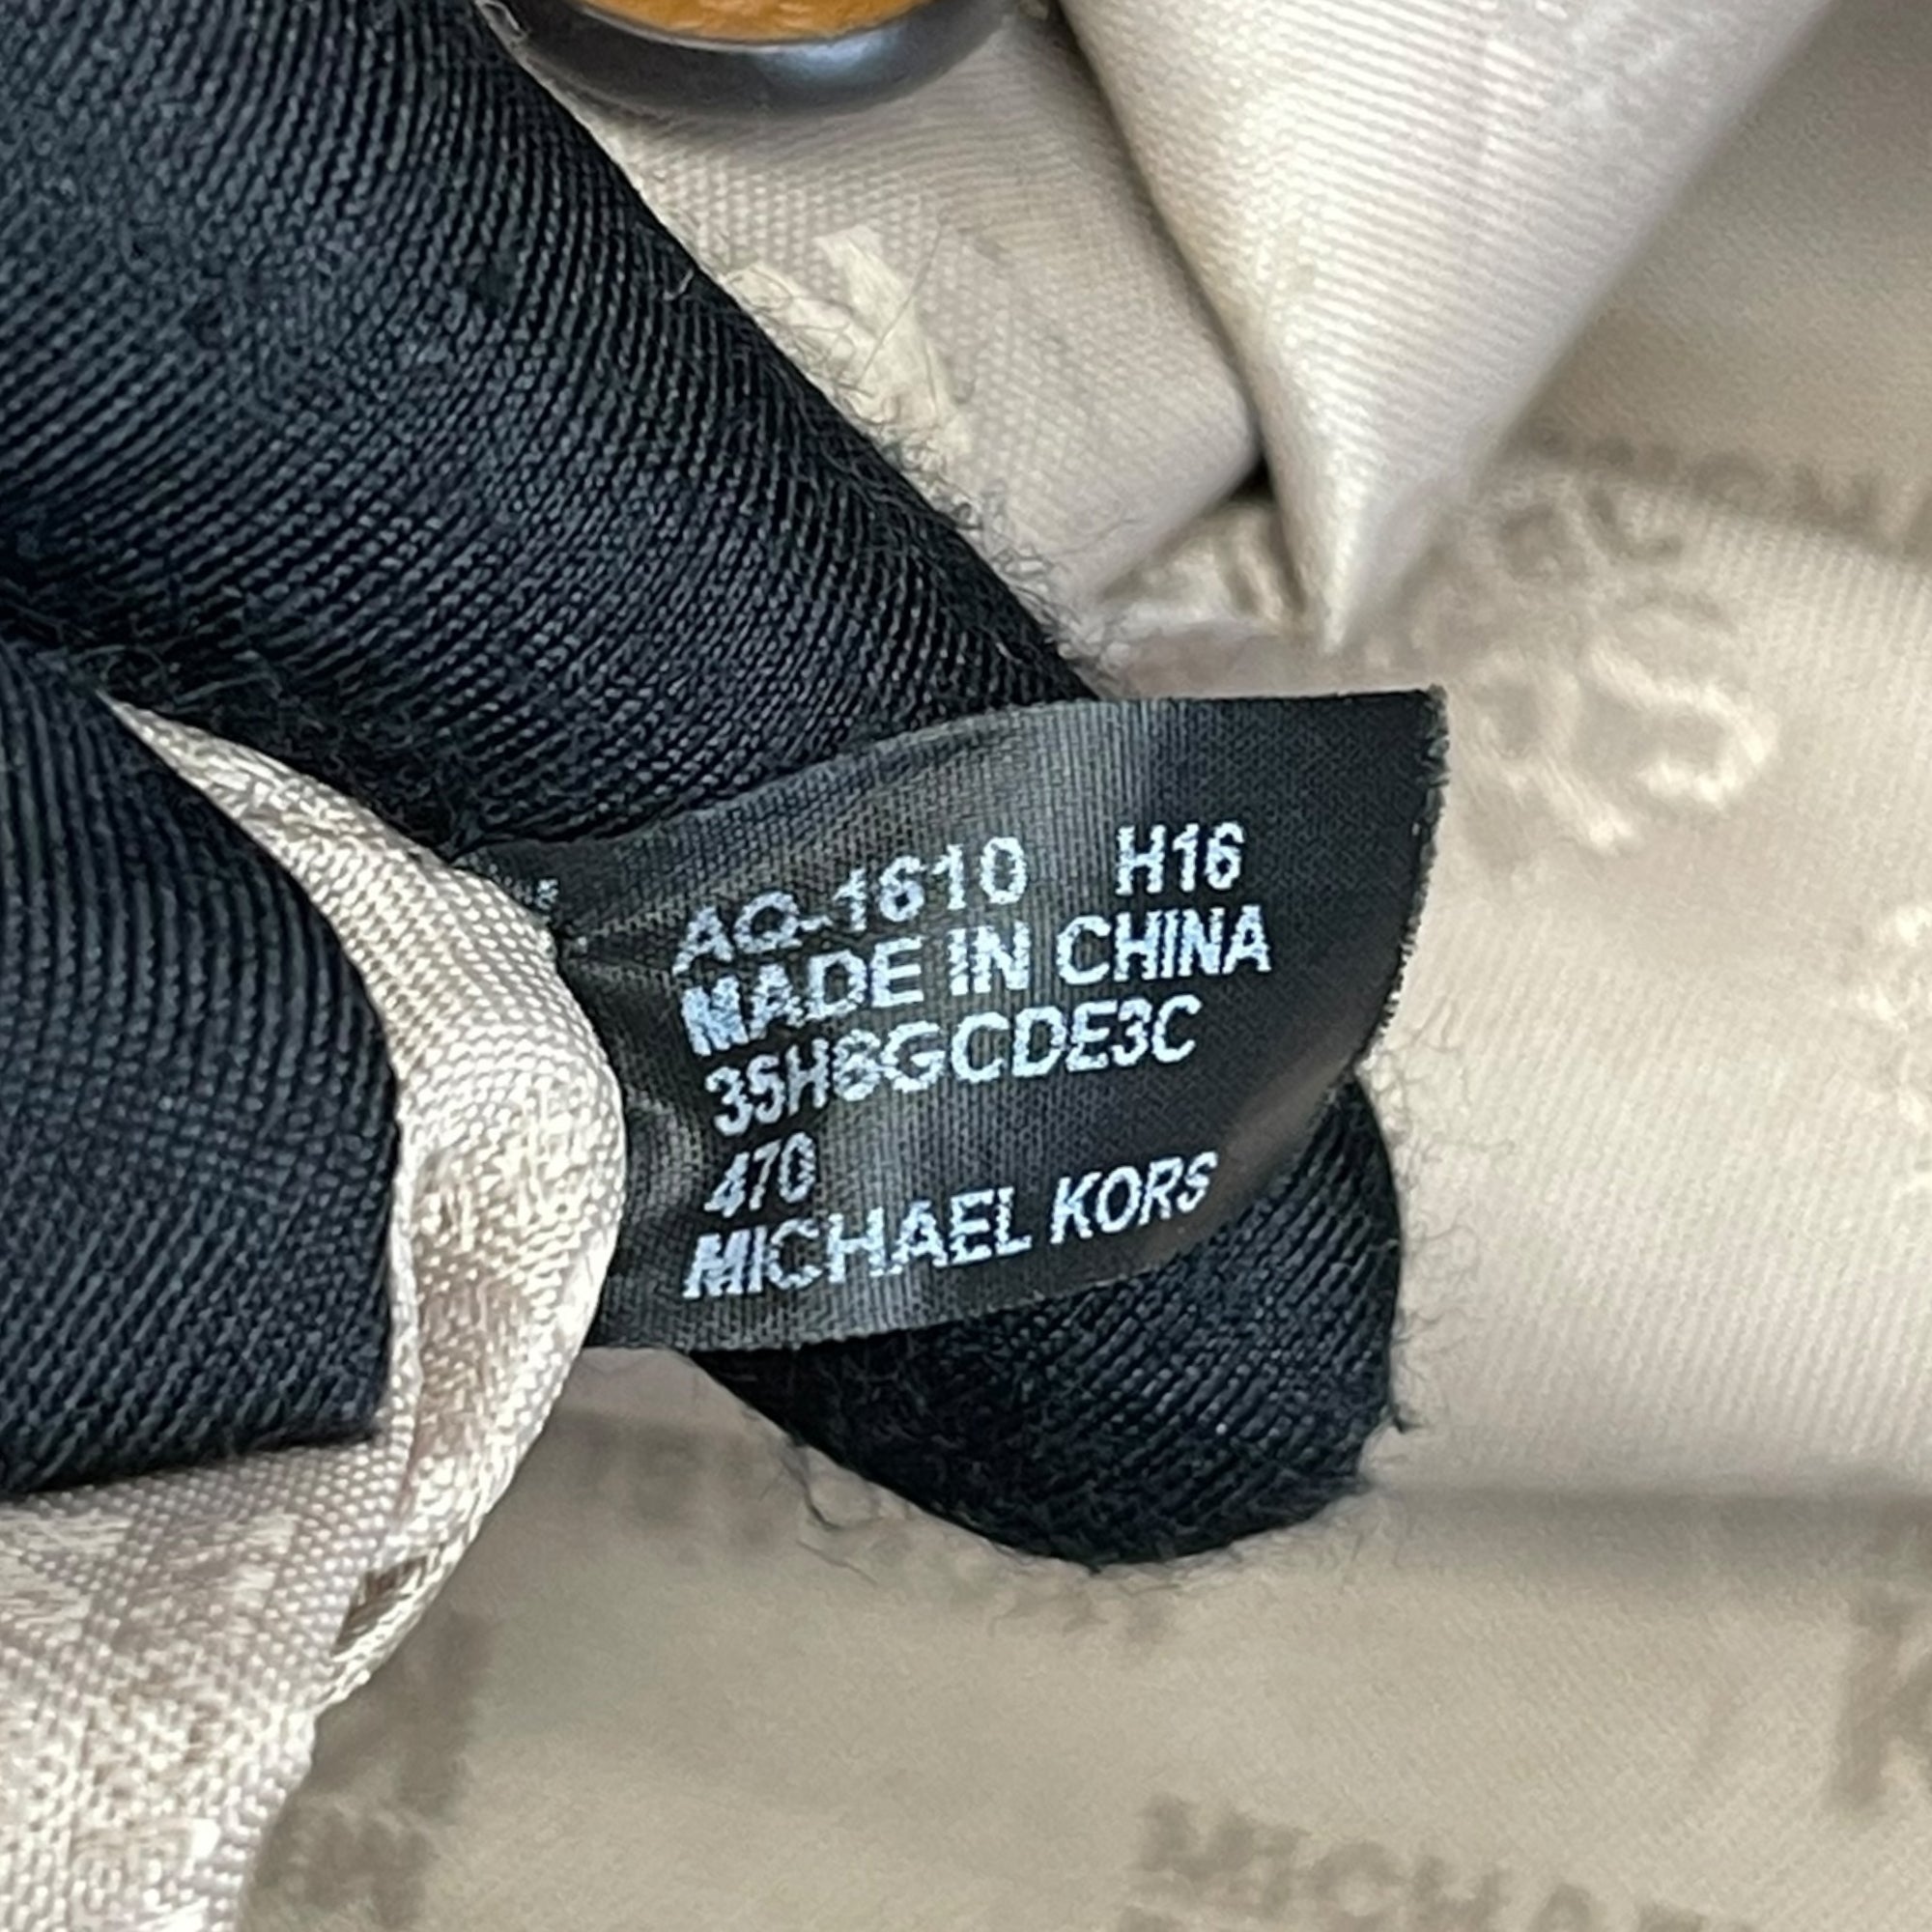 AQ-1610 H16
MADE IN CHINA
35H6GCDE3C
470
MICHAEL KORS